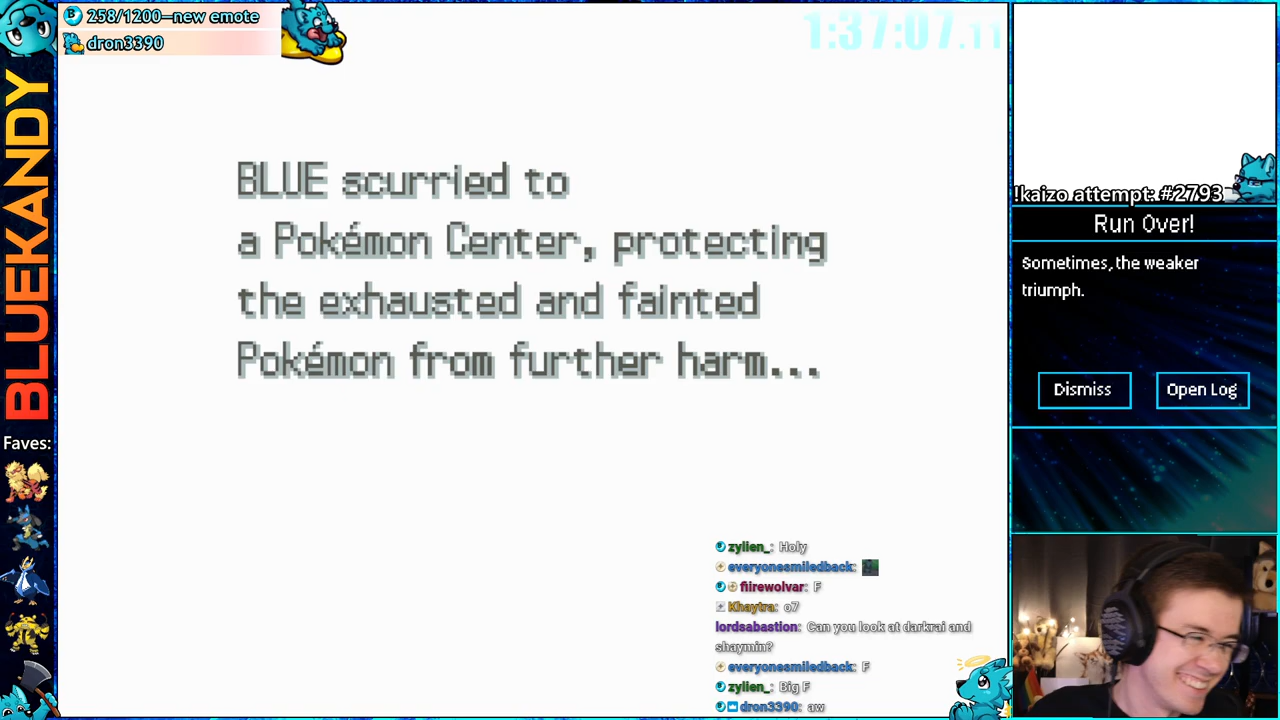 258/1200—new emote
dron3390
1:37:07.11
BLUEKANDY
Faves:
BLUE scurried to
a Pokémon Center, protecting
the exhausted and fainted
Pokémon from further harm...
!kaizo attempt: #2793
Run Over!
Sometimes, the weaker
triumph.
Dismiss
Open Log
zylien_: Holy
everyonesmiledback:
fiirewolvar: F
Khaytra: o7
lordsabastion: Can you look at darkrai and
shaymin?
everyonesmiledback: F
zylien_: Big F
dron3390: aw